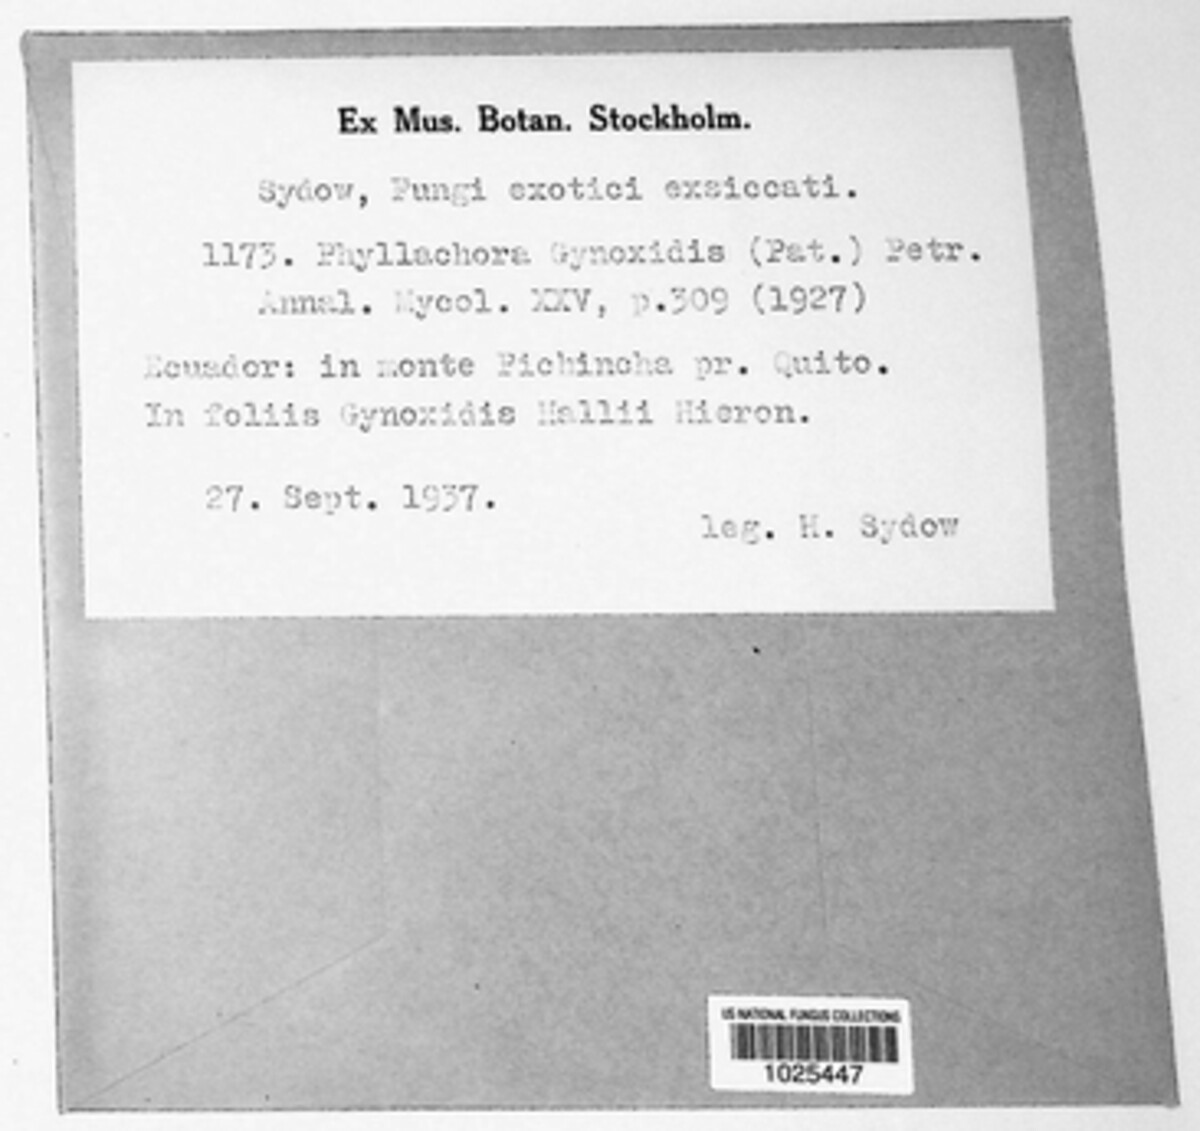 Ex Mus. Botan. Stockholm.
Sydow, Fungi exotici exsiccati.
1173. Phyllachora Gynoxidis (Pat.) Petr.
Annal. Mycol. XXV, p.309 (1927)
Ecuador: in monte Pichincha pr. Quito.
In foliis Gynoxidis Hallii Hieron.
27. Sept. 1937.
leg. H. Sydow
US NATIONAL FUNGUS COLLECTIONS
1025447